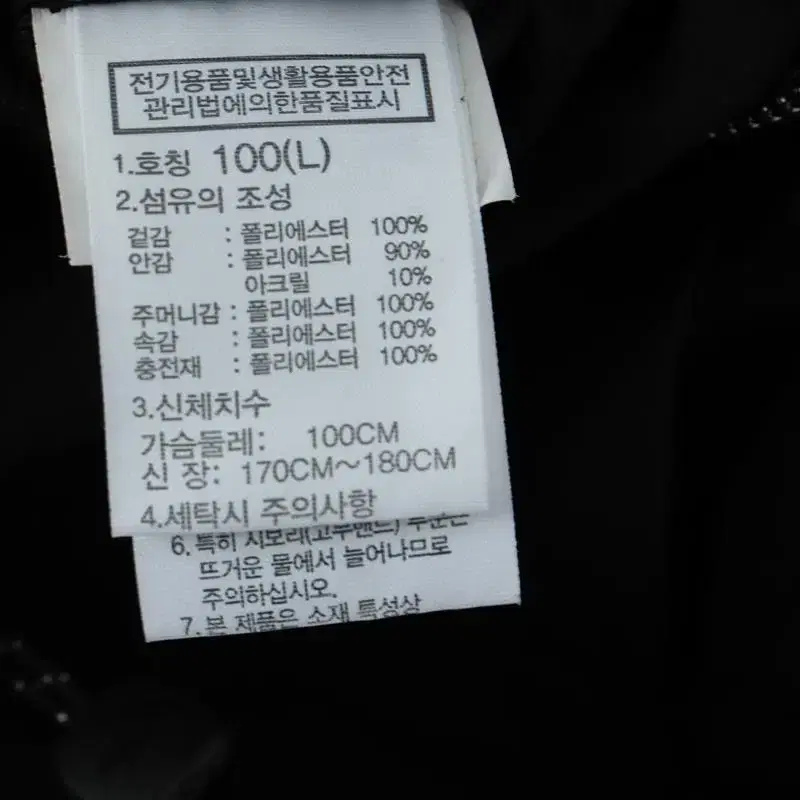 전기용품및생활용품안전
관리법에의한품질표시
1.호칭 100(L)
2.섬유의 조성
겉감 : 폴리에스터 100%
안감 : 폴리에스터 90%
아크릴 10%
주머니감 : 폴리에스터 100%
속감 : 폴리에스터 100%
충전재 : 폴리에스터 100%
3.신체치수
가슴둘레: 100CM
신 장: 170CM~180CM
4.세탁시 주의사항
6.특히 시보리(고무밴드) 부분은
뜨거운 물에서 늘어나므로
주의하십시오.
7.본 제품은 소재 특성상